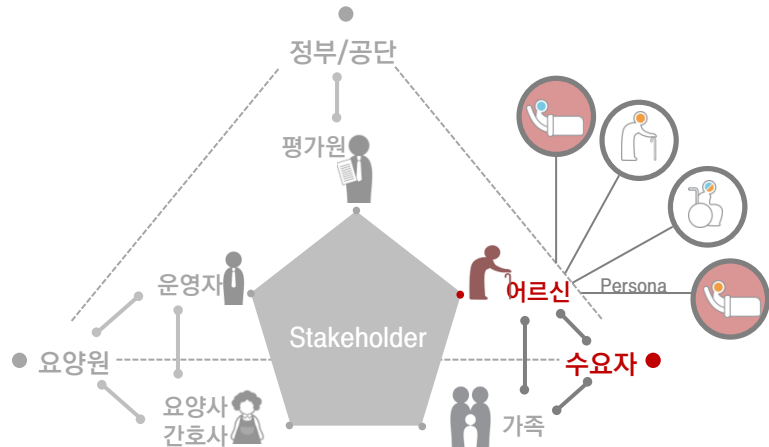 정부/공단
평가원
운영자
어르신
Persona
Stakeholder
요양원
수요자
요양사
간호사
가족